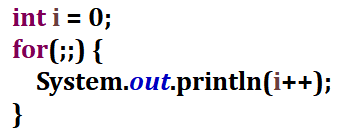 int i = 0;
for(;;) {
    System.out.println(i++);
}